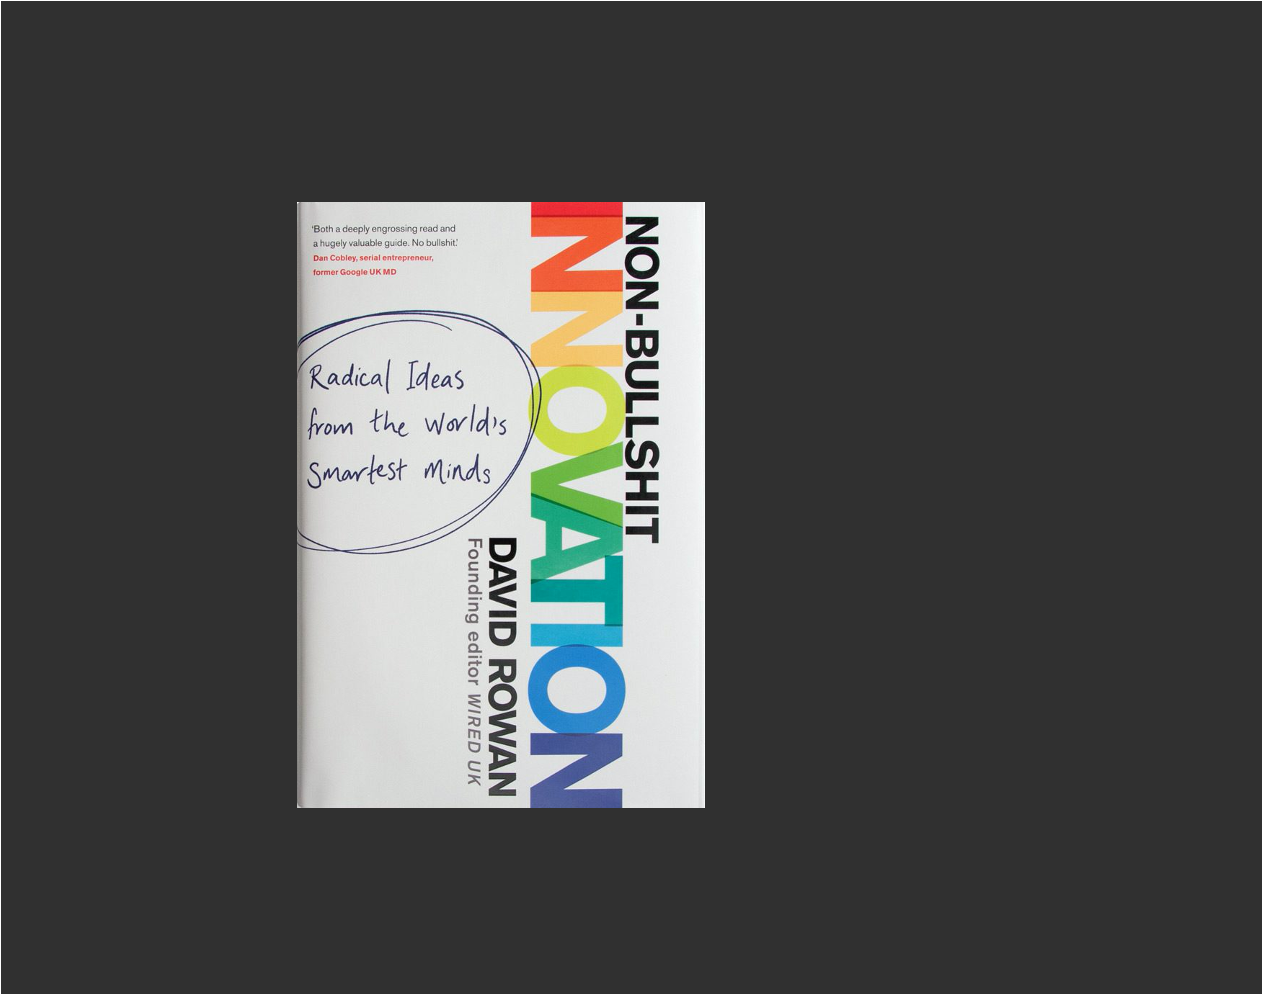 'Both a deeply engrossing read and
a hugely valuable guide. No bullshit.'
Dan Cobley, serial entrepreneur,
former Google UK MD
NON-BULLSHIT
INNOVATION
Radical Ideas
from the World's
Smartest Minds
DAVID ROWAN
Founding editor WIRED UK